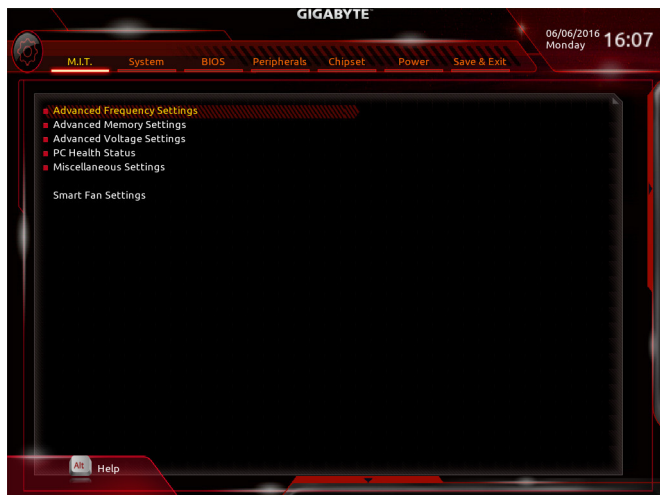 GIGABYTE™
06/06/2016 16:07
Monday
M.I.T. System BIOS Peripherals Chipset Power Save & Exit
Advanced Frequency Settings
Advanced Memory Settings
Advanced Voltage Settings
PC Health Status
Miscellaneous Settings
Smart Fan Settings
Alt Help